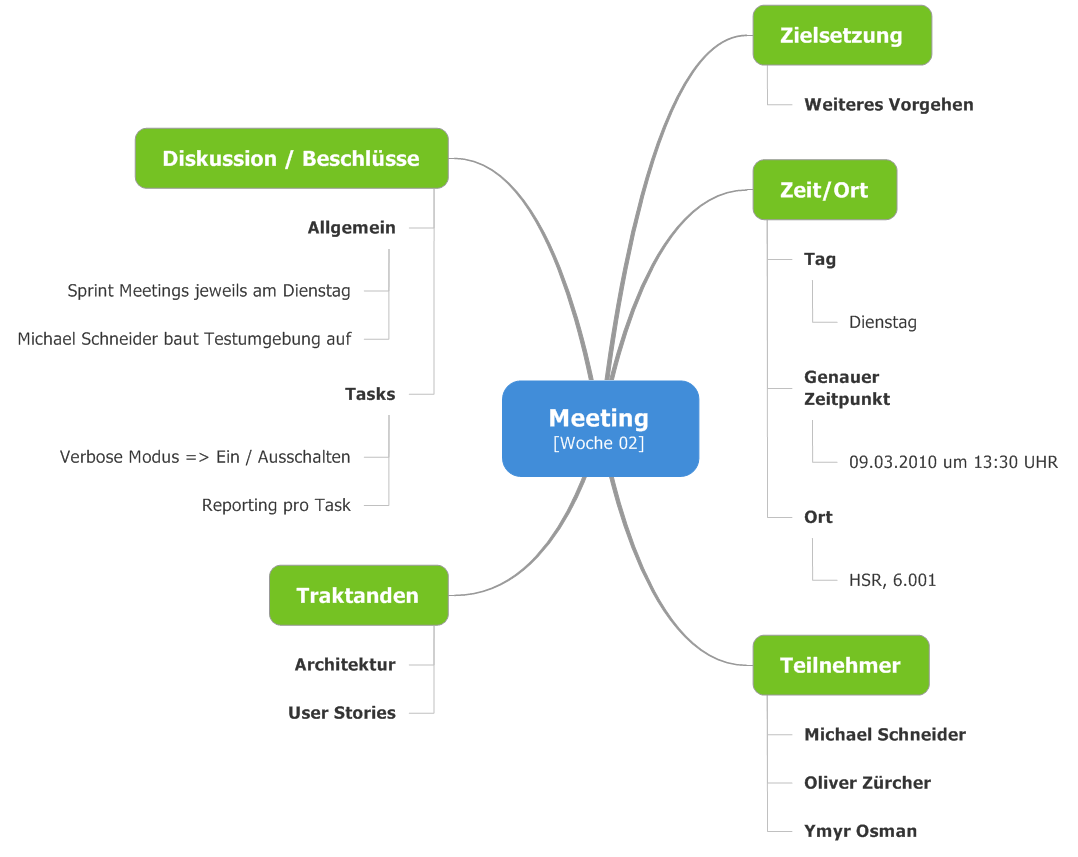 Meeting
[Woche 02]
Zielsetzung
Weiteres Vorgehen
Zeit/Ort
Tag
Dienstag
Genauer
Zeitpunkt
09.03.2010 um 13:30 UHR
Ort
HSR, 6.001
Teilnehmer
Michael Schneider
Oliver Zürcher
Ymyr Osman
Diskussion / Beschlüsse
Allgemein
Sprint Meetings jeweils am Dienstag
Michael Schneider baut Testumgebung auf
Tasks
Verbose Modus => Ein / Ausschalten
Reporting pro Task
Traktanden
Architektur
User Stories